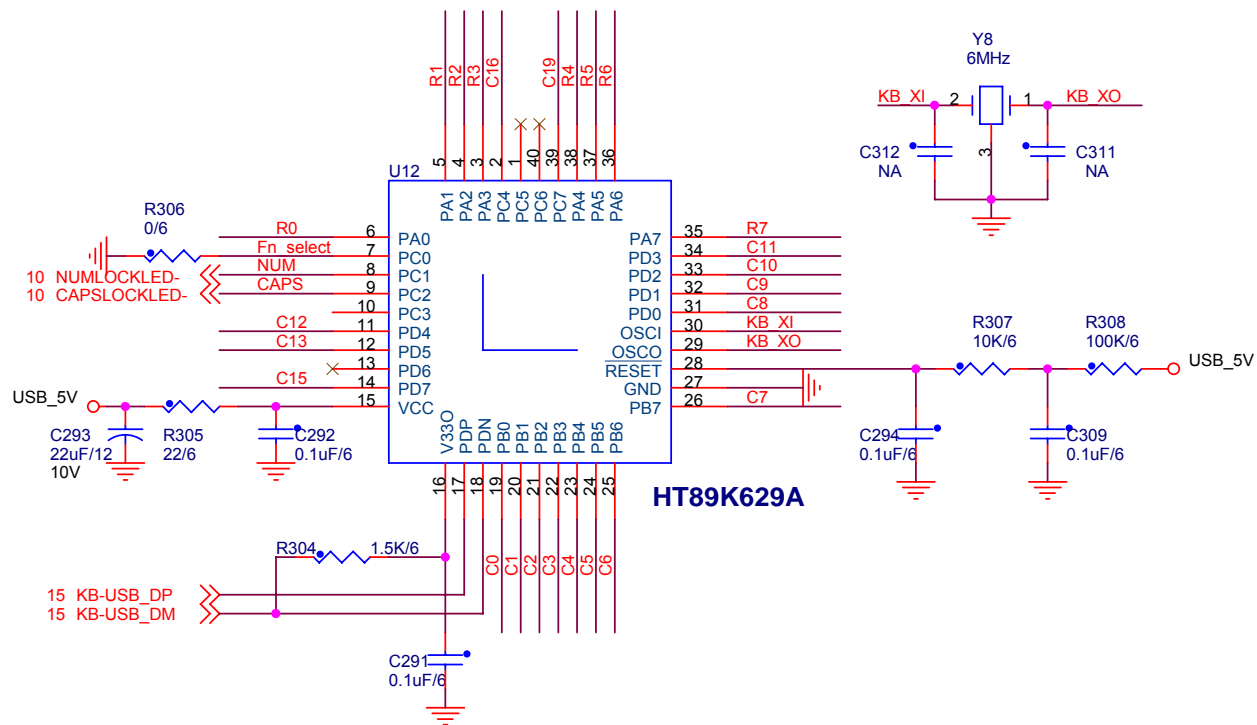 R1
R2
R3
C16
C19
R4
R5
R6
Y8
6MHz
KB_XI
2
1
KB_XO
3
C312
NA
C311
NA
U12
5
4
3
2
1
40
39
38
37
36
PA1
PA2
PA3
PC4
PC5
PC6
PC7
PA4
PA5
PA6
R306
0/6
R0 6 PA0
Fn_select 7 PC0
10 NUMLOCKLED- NUM 8 PC1
10 CAPSLOCKLED- CAPS 9 PC2
10 PC3
C12 11 PD4
C13 12 PD5
13 PD6
C15 14 PD7
15 VCC
PA7 35 R7
PD3 34 C11
PD2 33 C10
PD1 32 C9
PD0 31 C8
OSCI 30 KB_XI
OSCO 29 KB_XO
RESET 28
GND 27
PB7 26 C7
R307
10K/6
R308
100K/6
USB_5V
C294
0.1uF/6
C309
0.1uF/6
USB_5V
C293
22uF/12
10V
R305
22/6
C292
0.1uF/6
V33O
PDP
PDN
PB0
PB1
PB2
PB3
PB4
PB5
PB6
16
17
18
19
20
21
22
23
24
25
HT89K629A
R304 1.5K/6
C0
C1
C2
C3
C4
C5
C6
15 KB-USB_DP
15 KB-USB_DM
C291
0.1uF/6